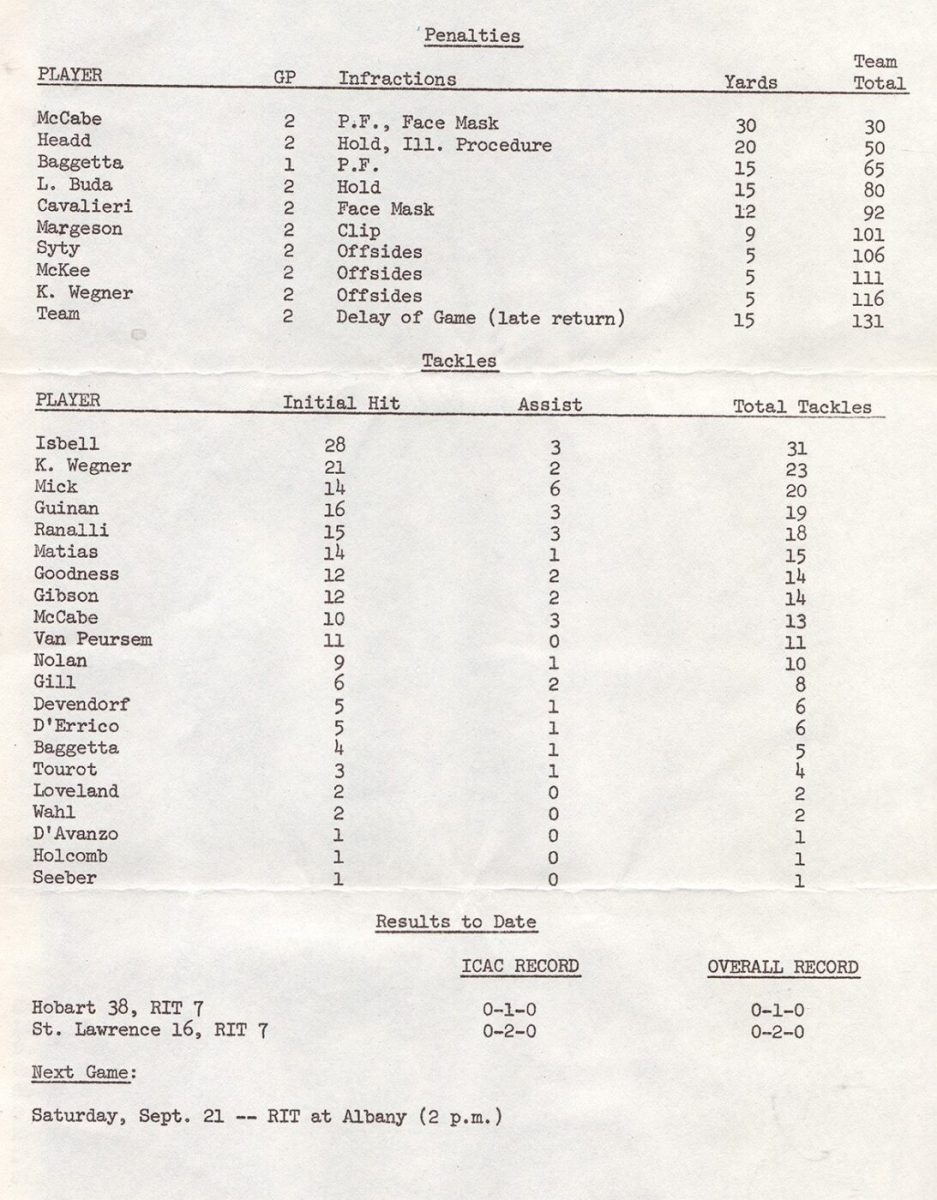 Penalties
Team
PLAYER GP Infractions Yards Total
McCabe 2 P.F., Face Mask 30 30
Headd 2 Hold, Ill. Procedure 20 50
Baggetta 1 P.F. 15 65
L. Buda 2 Hold 15 80
Cavalieri 2 Face Mask 12 92
Margeson 2 Clip 9 101
Syty 2 Offsides 5 106
McKee 2 Offsides 5 111
K. Wegner 2 Offsides 5 116
Team 2 Delay of Game (late return) 15 131
Tackles
PLAYER Initial Hit Assist Total Tackles
Isbell 28 3 31
K. Wegner 21 2 23
Mick 14 6 20
Guinan 16 3 19
Ranalli 15 3 18
Matias 14 1 15
Goodness 12 2 14
Gibson 12 2 14
McCabe 10 3 13
Van Peursem 11 0 11
Nolan 9 1 10
Gill 6 2 8
Devendorf 5 1 6
D'Errico 5 1 6
Baggetta 4 1 5
Tourot 3 1 4
Loveland 2 0 2
Wahl 2 0 2
D'Avanzo 1 0 1
Holcomb 1 0 1
Seeber 1 0 1
Results to Date
ICAC RECORD OVERALL RECORD
Hobart 38, RIT 7 0-1-0 0-1-0
St. Lawrence 16, RIT 7 0-2-0 0-2-0
Next Game:
Saturday, Sept. 21 -- RIT at Albany (2 p.m.)